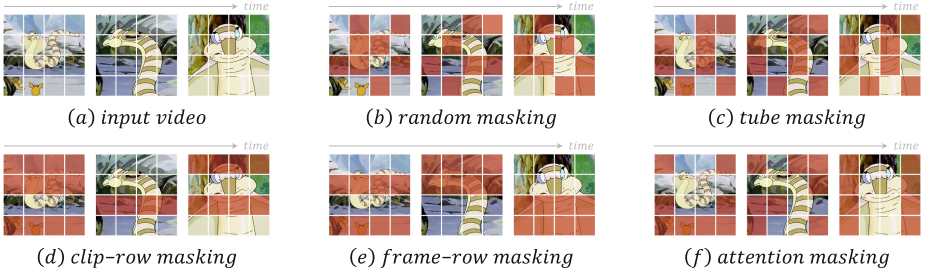 time
time
time
(a) input video
(b) random masking
(c) tube masking
time
time
time
(d) clip−row masking
(e) frame−row masking
(f) attention masking